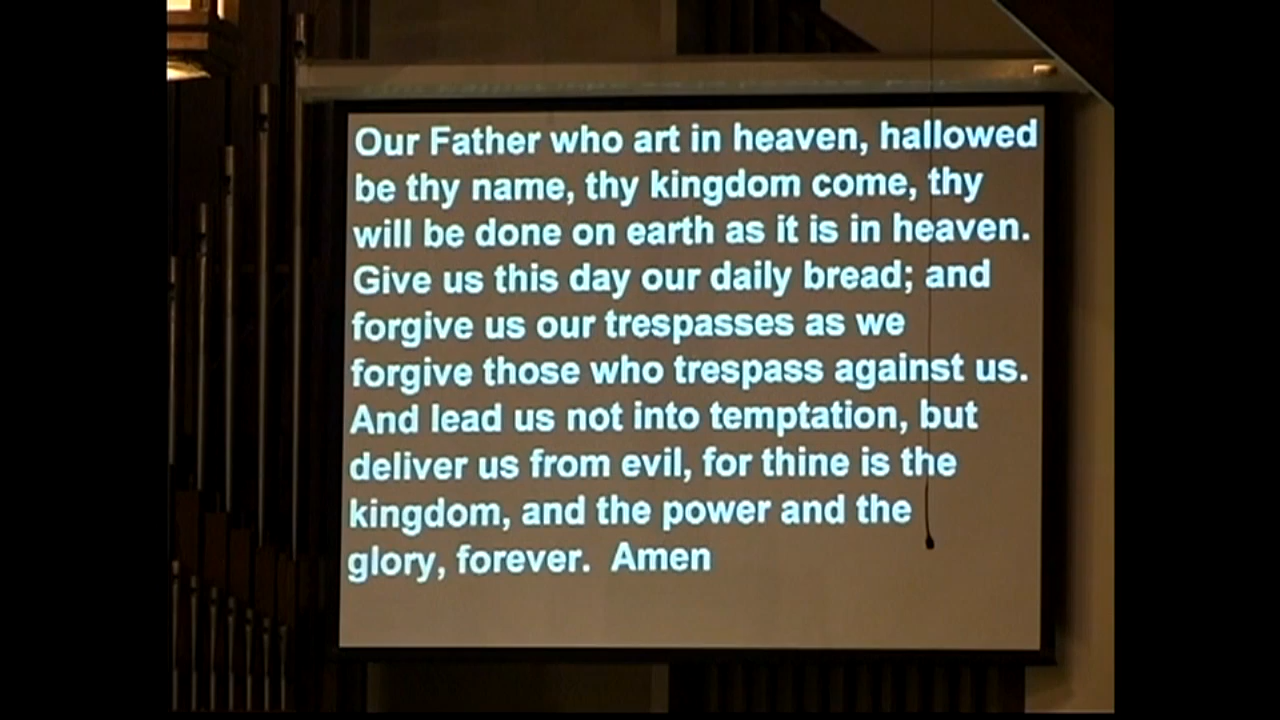 Our Father who art in heaven, hallowed
be thy name, thy kingdom come, thy
will be done on earth as it is in heaven.
Give us this day our daily bread; and
forgive us our trespasses as we
forgive those who trespass against us.
And lead us not into temptation, but
deliver us from evil, for thine is the
kingdom, and the power and the
glory, forever.  Amen